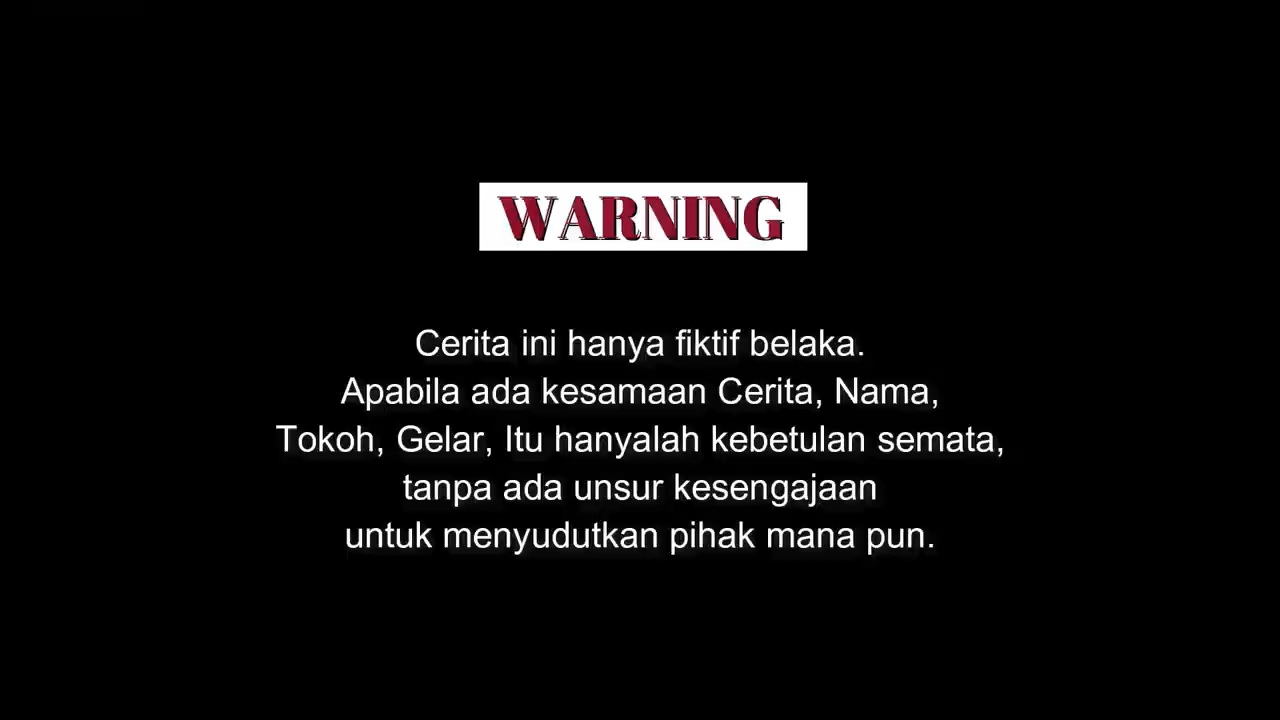 WARNING
Cerita ini hanya fiktif belaka.
Apabila ada kesamaan Cerita, Nama,
Tokoh, Gelar, Itu hanyalah kebetulan semata,
tanpa ada unsur kesengajaan
untuk menyudutkan pihak mana pun.